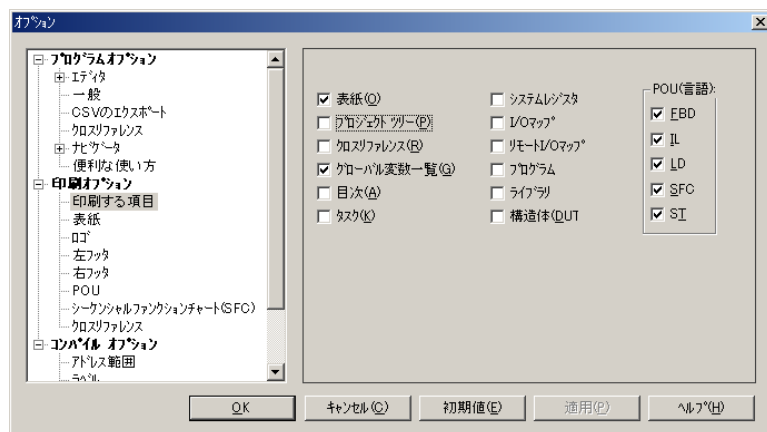 オプション
プログラムオプション
エディタ
一般
CSVのエクスポート
クロスリファレンス
ナビゲータ
便利な使い方
印刷オプション
印刷する項目
表紙
ロゴ
左フッタ
右フッタ
POU
シーケンシャルファンクションチャート(SFC)
クロスリファレンス
コンパイル オプション
アドレス範囲
ラベル
表紙(O)
プロジェクト ツリー(P)
クロスリファレンス(R)
グローバル変数一覧(G)
目次(A)
タスク(K)
システムレジスタ
I/Oマップ
リモートI/Oマップ
プログラム
ライブラリ
構造体(DUT
POU(言語):
FBD
IL
LD
SFC
ST
OK
キャンセル(C)
初期値(E)
適用(P)
ヘルプ(H)